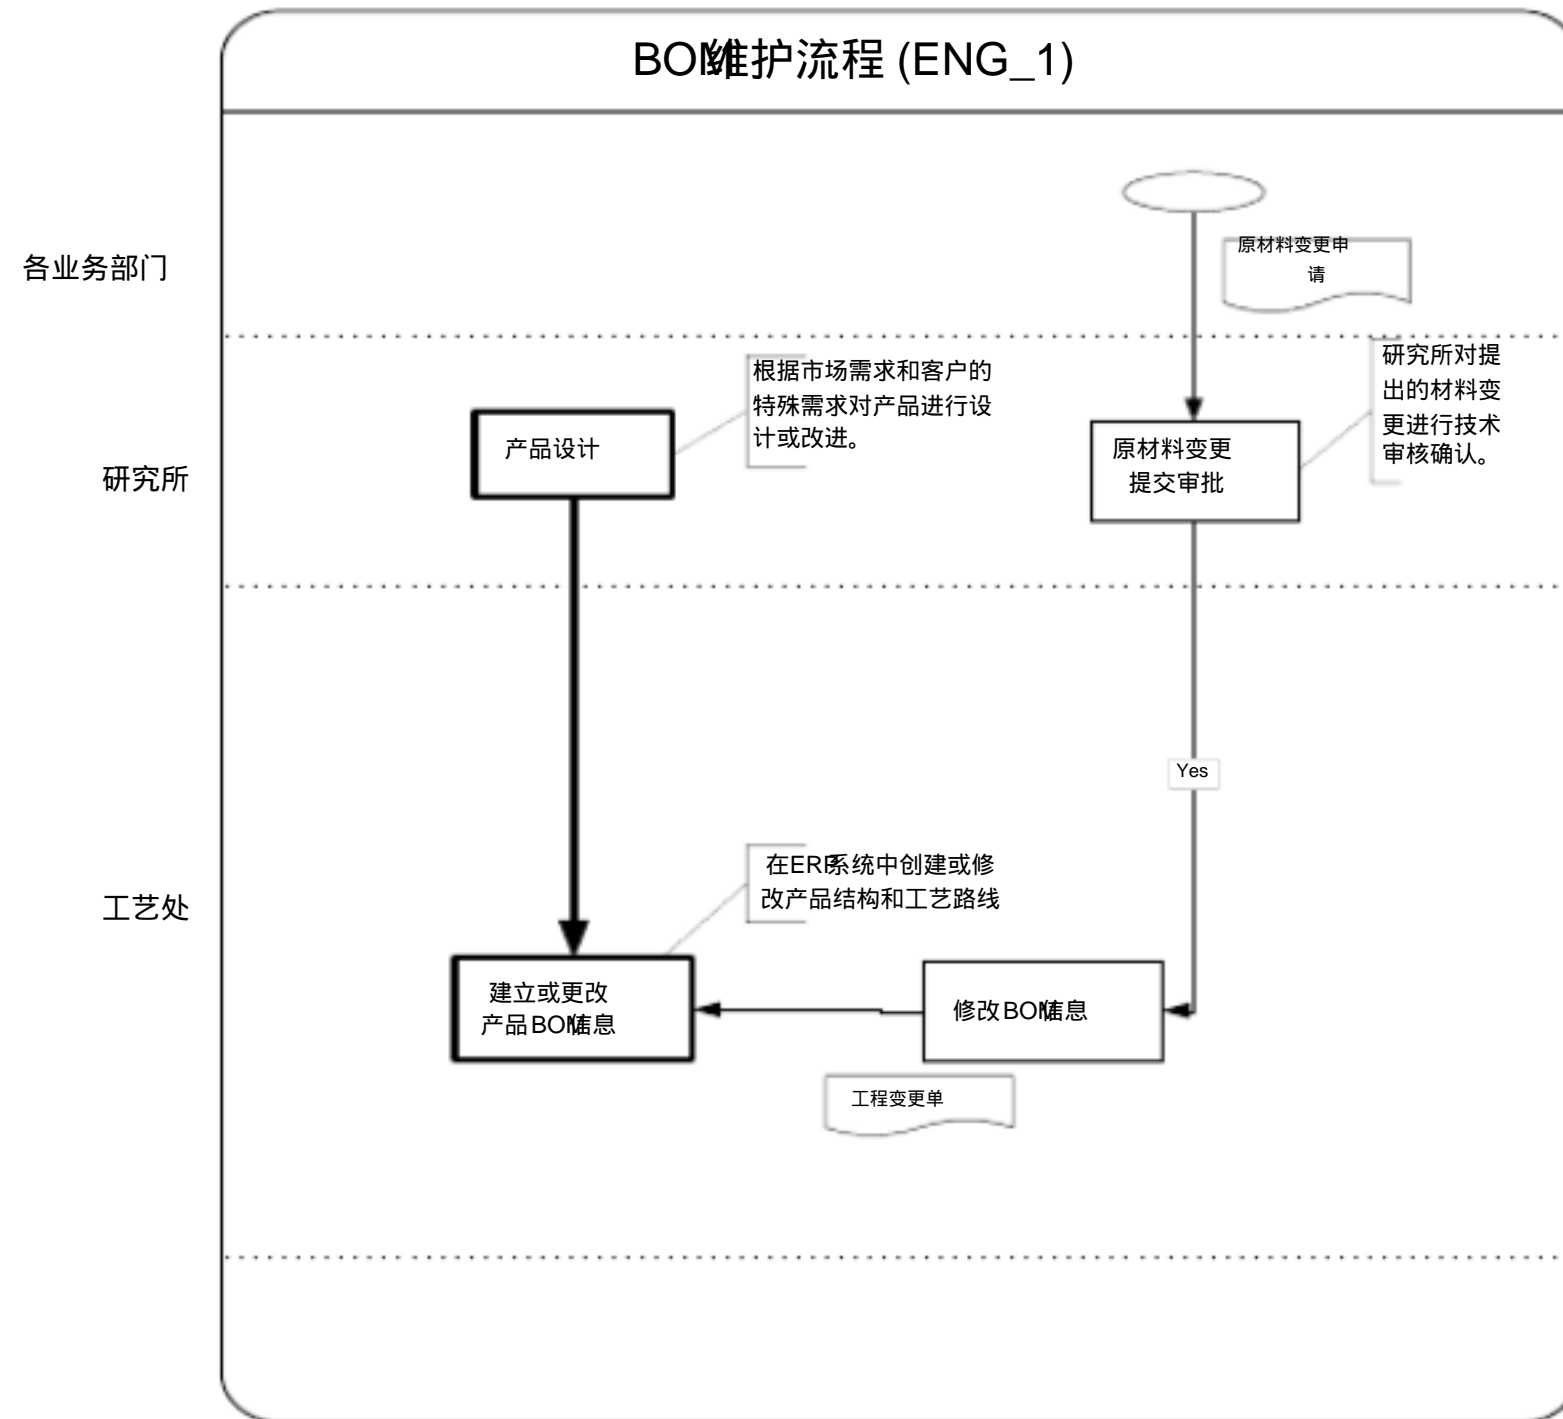 BOM维护流程 (ENG_1)
各业务部门
原材料变更申
请
研究所
产品设计
根据市场需求和客户的
特殊需求对产品进行设
计或改进。
原材料变更
提交审批
研究所对提
出的材料变
更进行技术
审核确认。
Yes
工艺处
在ERP系统中创建或修
改产品结构和工艺路线
建立或更改
产品BOM信息
修改BOM信息
工程变更单